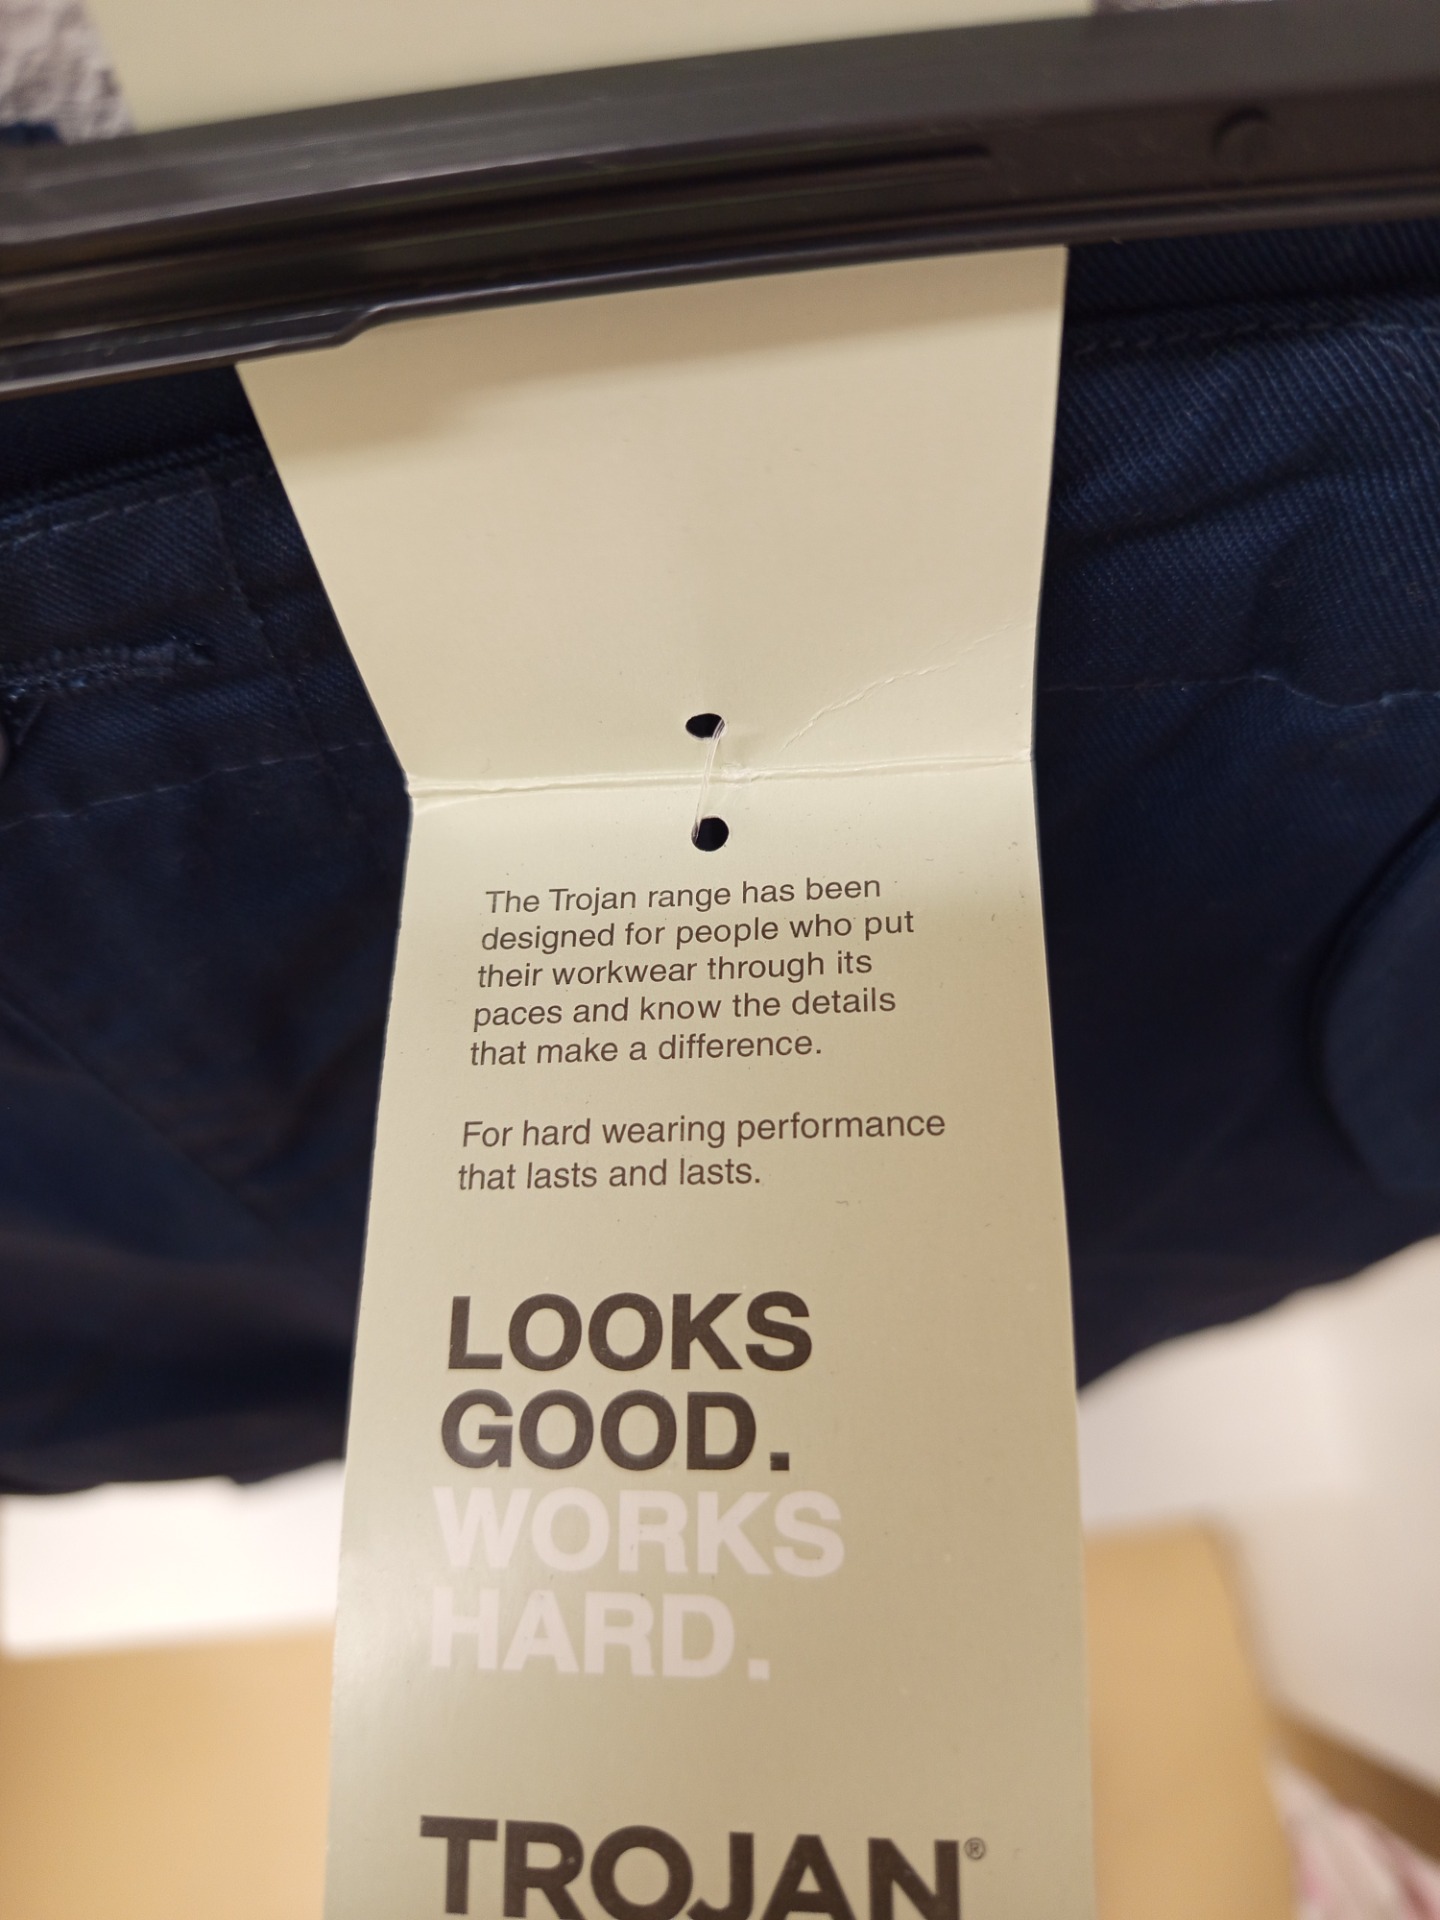 The Trojan range has been
designed for people who put
their workwear through its
paces and know the details
that make a difference.
For hard wearing performance
that lasts and lasts.
LOOKS
GOOD.
WORKS
HARD.
TROJAN®